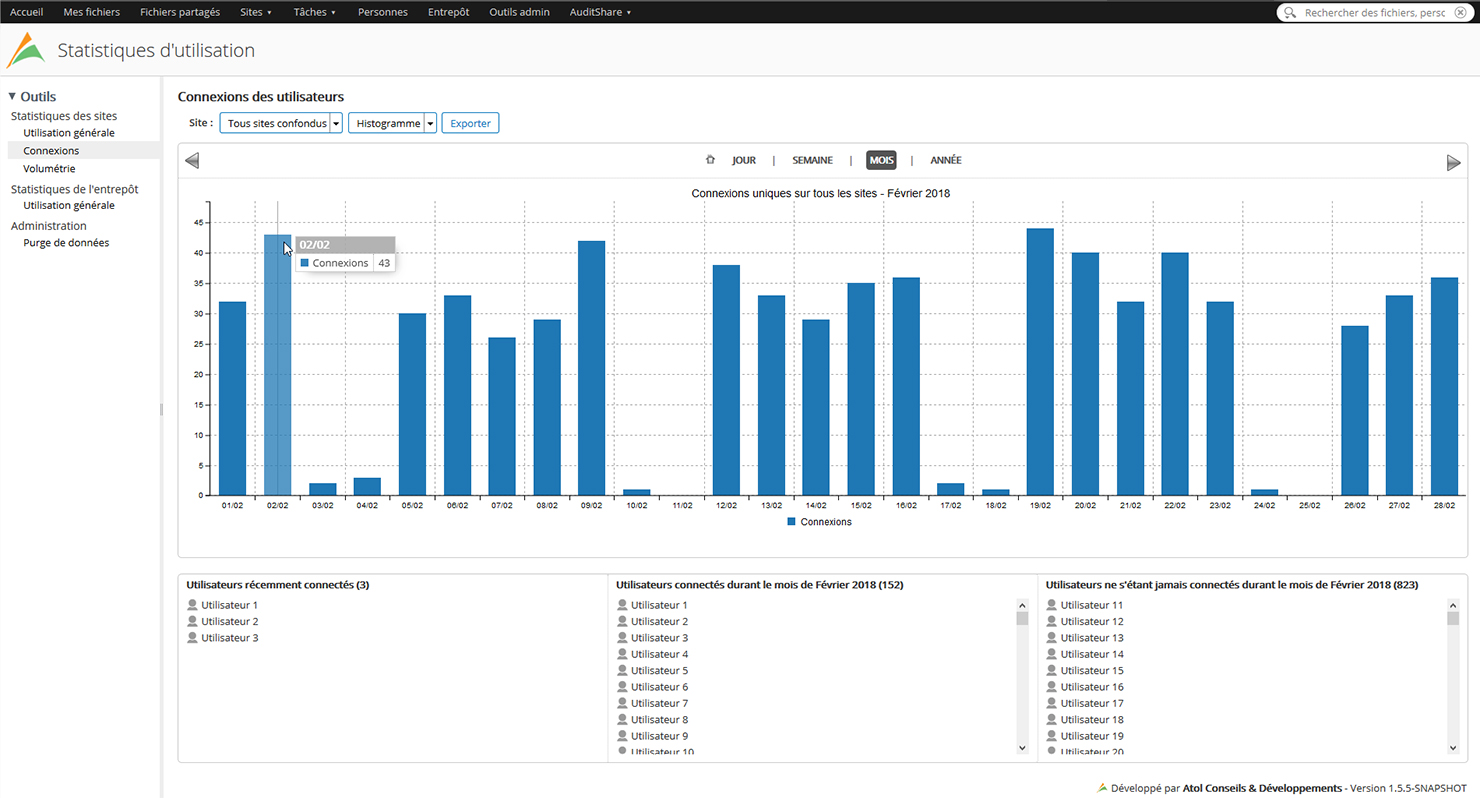 Accueil Mes fichiers Fichiers partagés Sites Tâches Personnes Entrepôt Outils admin AuditShare Rechercher des fichiers, persc
Statistiques d'utilisation
Outils
Statistiques des sites
Utilisation générale
Connexions
Volumétrie
Statistiques de l'entrepôt
Utilisation générale
Administration
Purge de données
Connexions des utilisateurs
Site : Tous sites confondus Histogramme Exporter
JOUR | SEMAINE | MOIS | ANNÉE
Connexions uniques sur tous les sites - Février 2018
45
40
35
30
25
20
15
10
5
0
02/02
Connexions 43
01/02 02/02 03/02 04/02 05/02 06/02 07/02 08/02 09/02 10/02 11/02 12/02 13/02 14/02 15/02 16/02 17/02 18/02 19/02 20/02 21/02 22/02 23/02 24/02 25/02 26/02 27/02 28/02
Connexions
Utilisateurs récemment connectés (3)
Utilisateur 1
Utilisateur 2
Utilisateur 3
Utilisateurs connectés durant le mois de Février 2018 (152)
Utilisateur 1
Utilisateur 2
Utilisateur 3
Utilisateur 4
Utilisateur 5
Utilisateur 6
Utilisateur 7
Utilisateur 8
Utilisateur 9
Utilisateur 10
Utilisateurs ne s'étant jamais connectés durant le mois de Février 2018 (823)
Utilisateur 11
Utilisateur 12
Utilisateur 13
Utilisateur 14
Utilisateur 15
Utilisateur 16
Utilisateur 17
Utilisateur 18
Utilisateur 19
Utilisateur 20
Développé par Atol Conseils & Développements - Version 1.5.5-SNAPSHOT